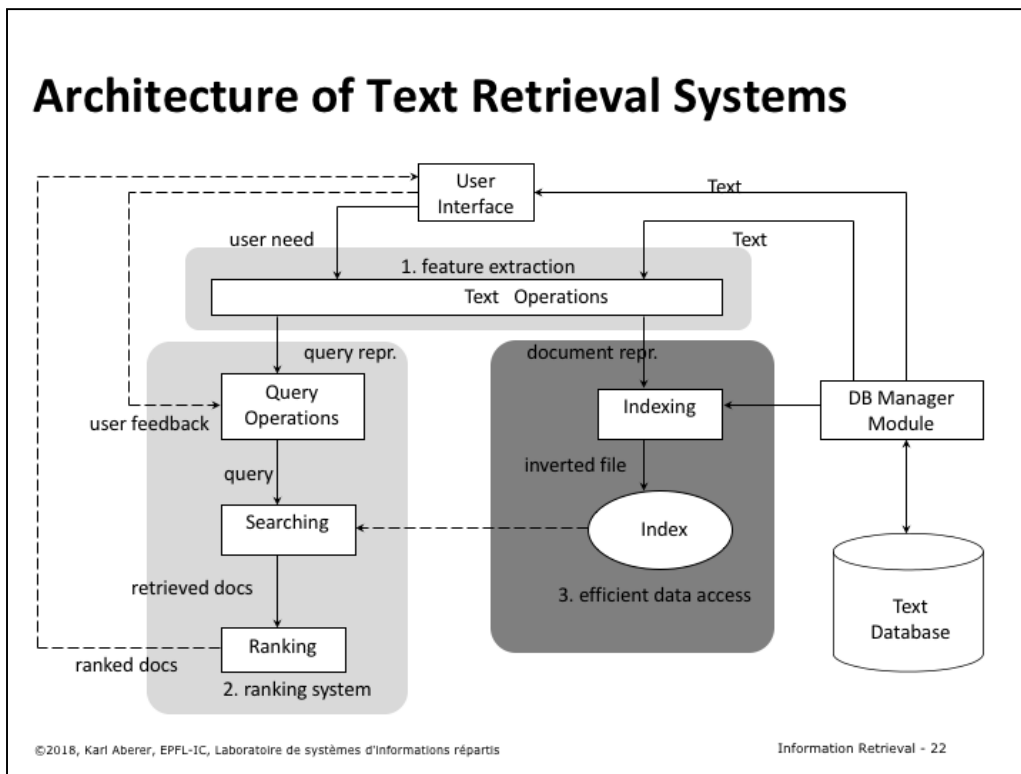 Architecture of Text Retrieval Systems
User
Interface
Text
user need
Text
1. feature extraction
Text Operations
query repr.
document repr.
Query
Operations
Indexing
DB Manager
Module
user feedback
query
inverted file
Searching
Index
retrieved docs
3. efficient data access
Text
Database
Ranking
ranked docs
2. ranking system
©2018, Karl Aberer, EPFL-IC, Laboratoire de systèmes d'informations répartis
Information Retrieval - 22